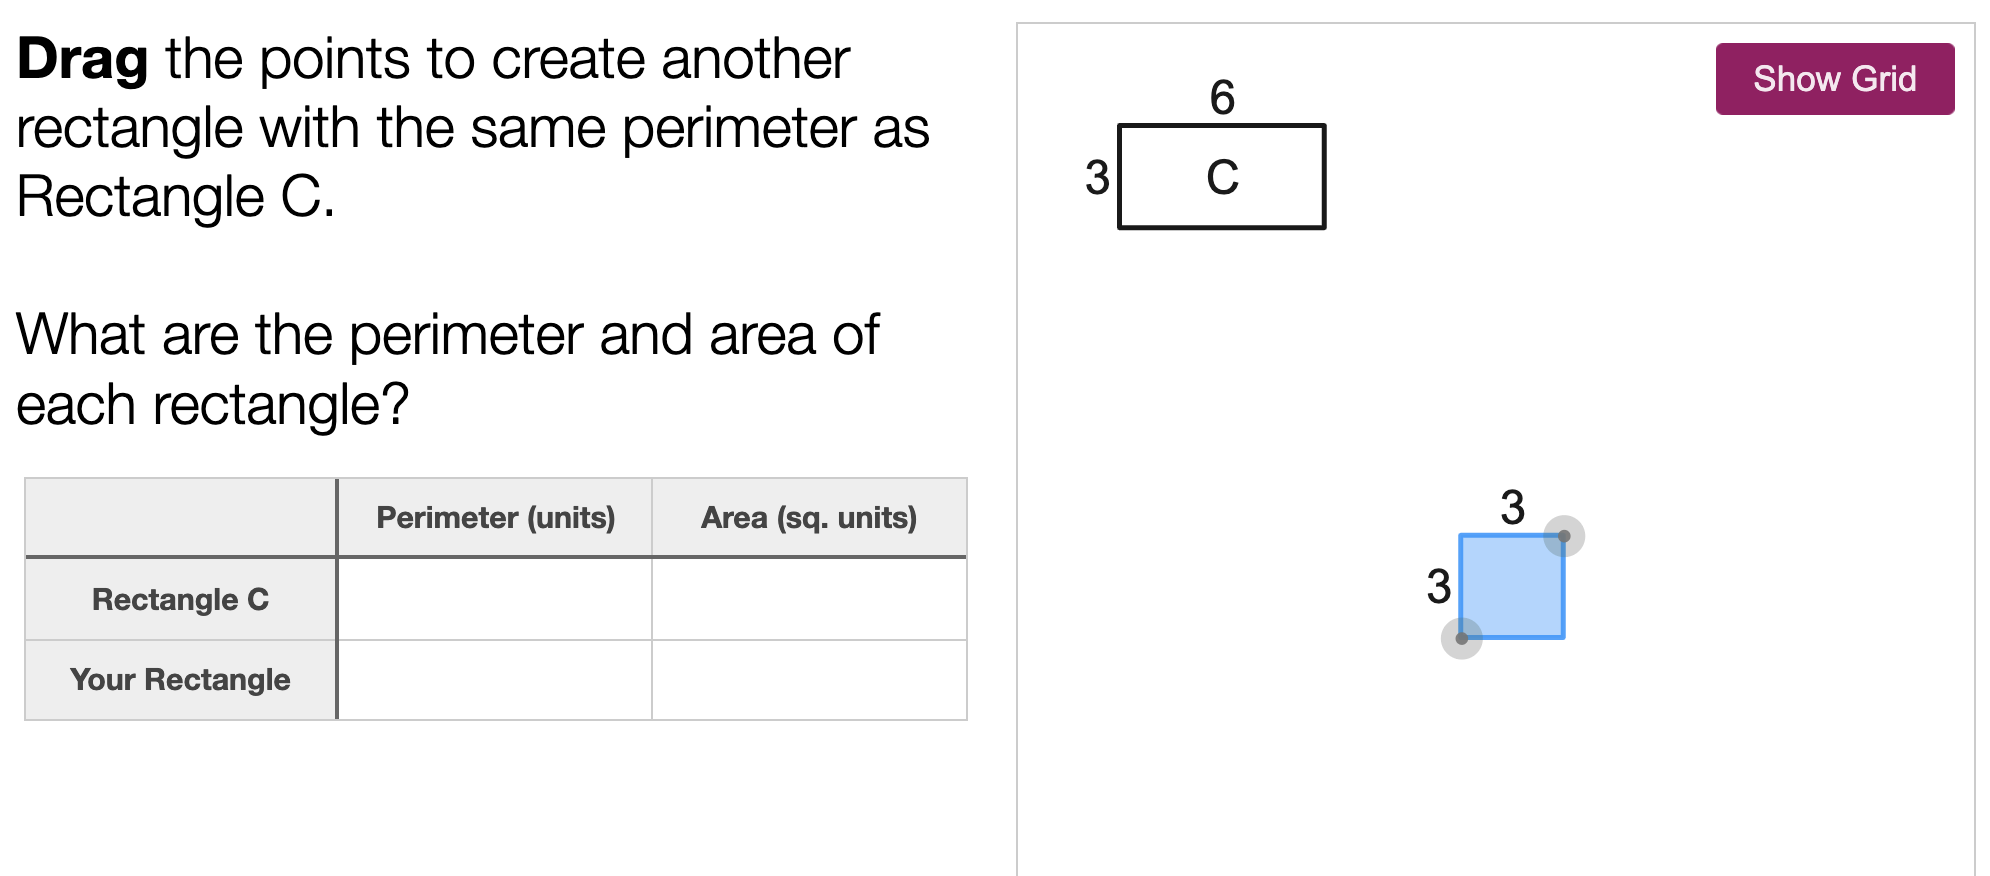 Drag the points to create another
rectangle with the same perimeter as
Rectangle C.
What are the perimeter and area of
each rectangle?
Perimeter (units) Area (sq. units)
Rectangle C
Your Rectangle
Show Grid
6
3 C
3
3